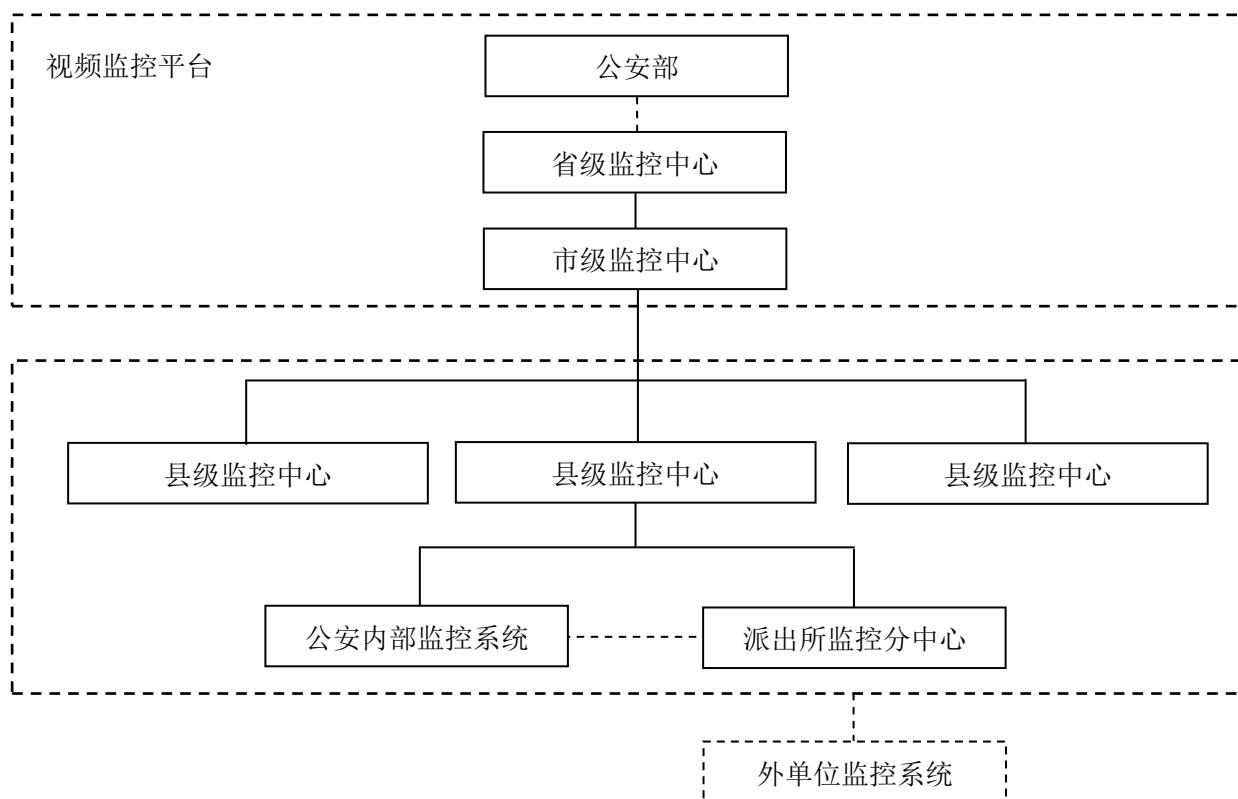 视频监控平台
公安部
省级监控中心
市级监控中心
县级监控中心
县级监控中心
县级监控中心
公安内部监控系统
派出所监控分中心
外单位监控系统